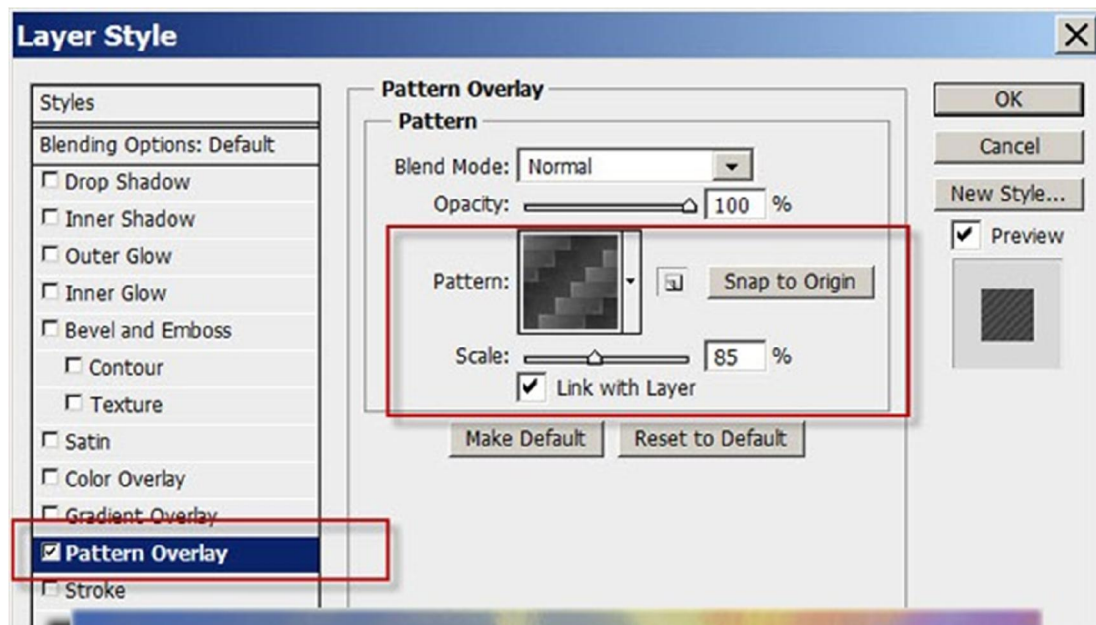 Layer Style
Styles
Blending Options: Default
Drop Shadow
Inner Shadow
Outer Glow
Inner Glow
Bevel and Emboss
Contour
Texture
Satin
Color Overlay
Gradient Overlay
Pattern Overlay
Stroke
Pattern Overlay
Pattern
Blend Mode: Normal
Opacity: 100 %
Pattern: Snap to Origin
Scale: 85 %
Link with Layer
Make Default Reset to Default
OK
Cancel
New Style...
Preview